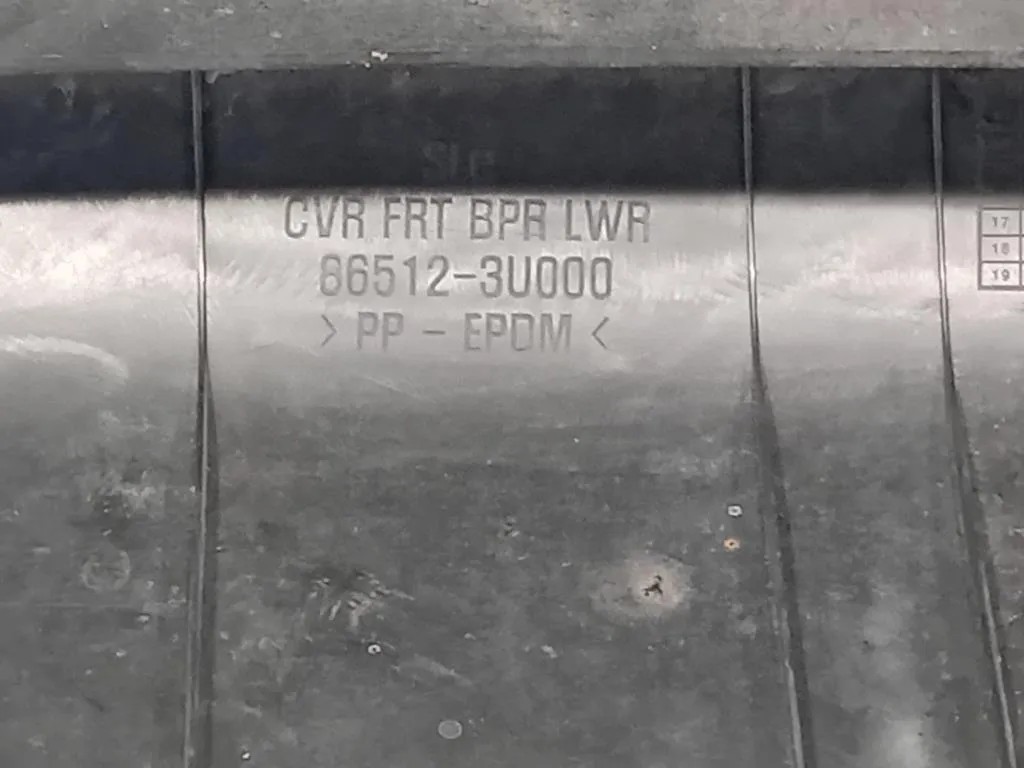 CVR FRT BPR LWR
86512-3U000
> PP - EPDM <
17
18
19